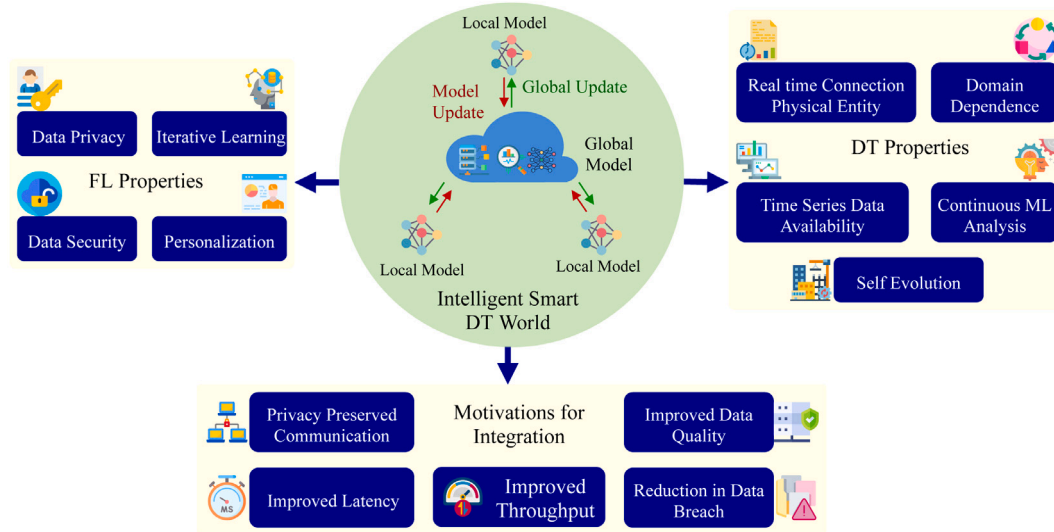 Local Model
Model
Update
Global Update
Global
Model
Local Model
Local Model
Intelligent Smart
DT World
Data Privacy
Iterative Learning
FL Properties
Data Security
Personalization
Real time Connection
Physical Entity
Domain
Dependence
DT Properties
Time Series Data
Availability
Continuous ML
Analysis
Self Evolution
Privacy Preserved
Communication
Motivations for
Integration
Improved Data
Quality
MS
Improved Latency
Improved
Throughput
Reduction in Data
Breach